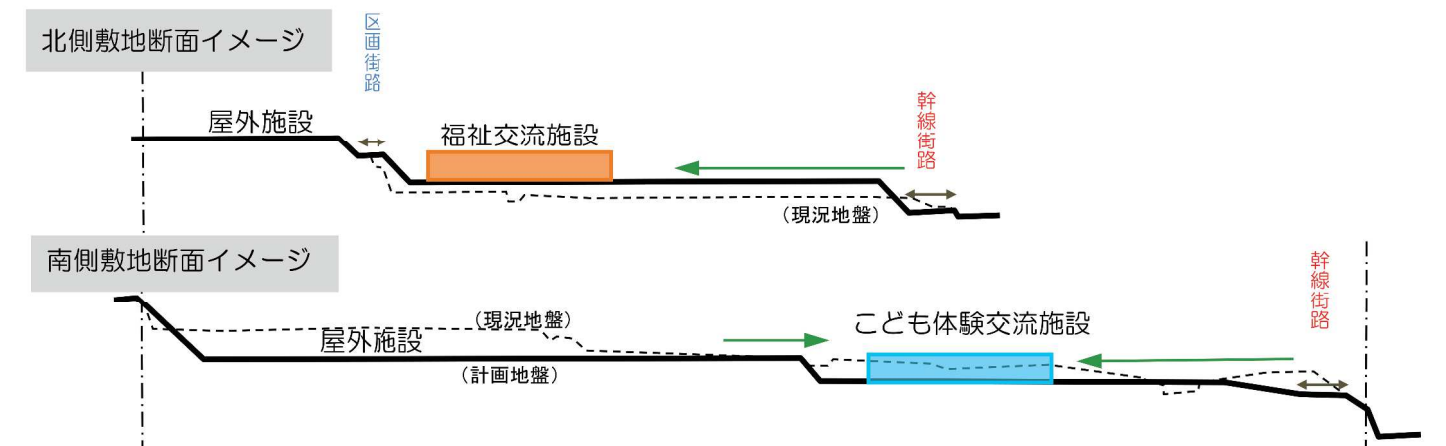 北側敷地断面イメージ
区画街路
屋外施設
福祉交流施設
幹線街路
(現況地盤)
南側敷地断面イメージ
幹線街路
(現況地盤)
こども体験交流施設
屋外施設
(計画地盤)